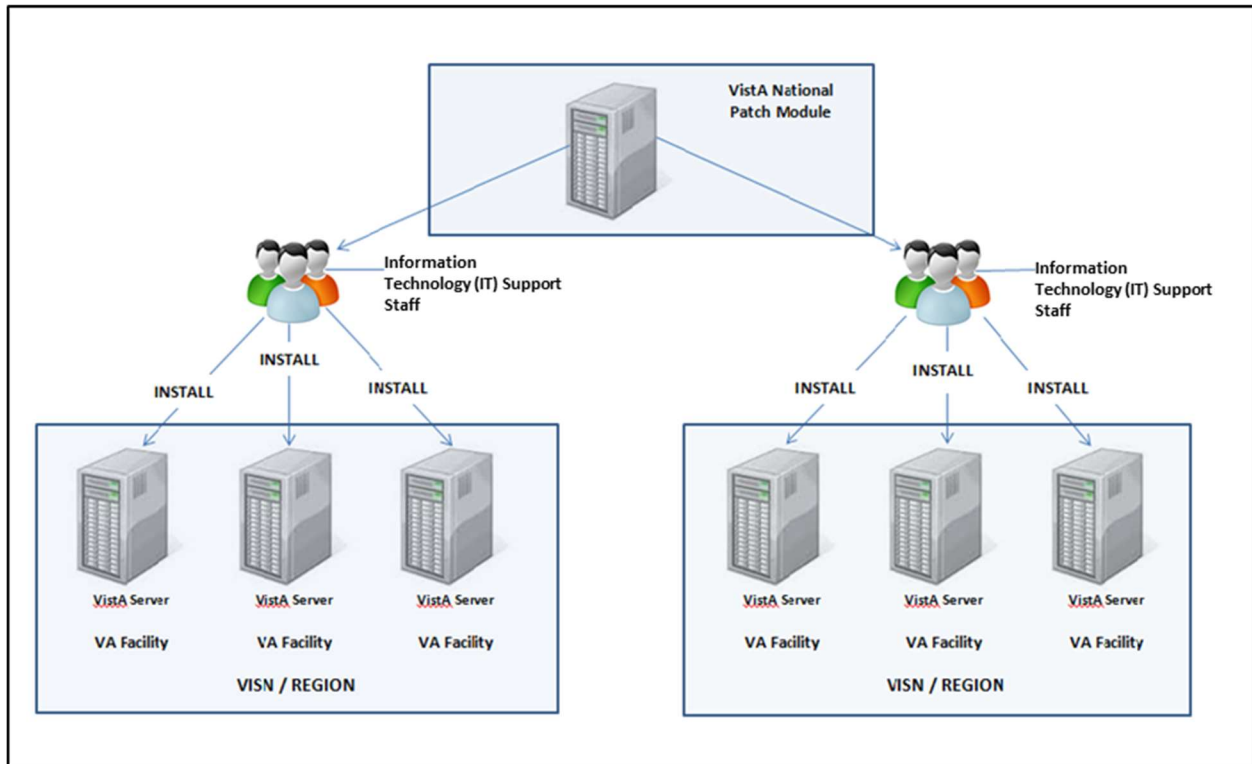 VistA National
Patch Module
Information
Technology (IT) Support
Staff
Information
Technology (IT) Support
Staff
INSTALL
INSTALL
INSTALL
INSTALL
INSTALL
INSTALL
VistA Server
VistA Server
VistA Server
VA Facility
VA Facility
VA Facility
VISN / REGION
VistA Server
VistA Server
VistA Server
VA Facility
VA Facility
VA Facility
VISN / REGION